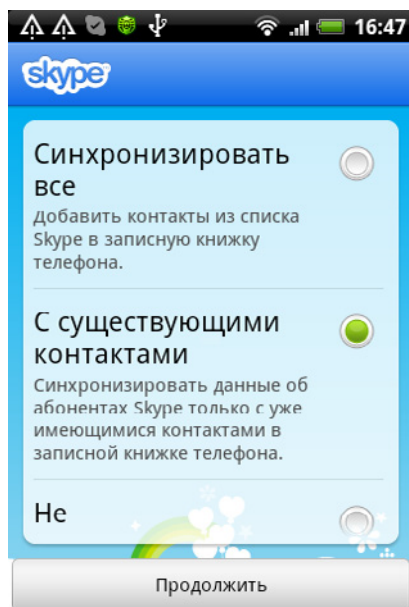 16:47
skype
Синхронизировать
все
Добавить контакты из списка
Skype в записную книжку
телефона.
С существующими
контактами
Синхронизировать данные об
абонентах Skype только с уже
имеющимися контактами в
записной книжке телефона.
Не
Продолжить